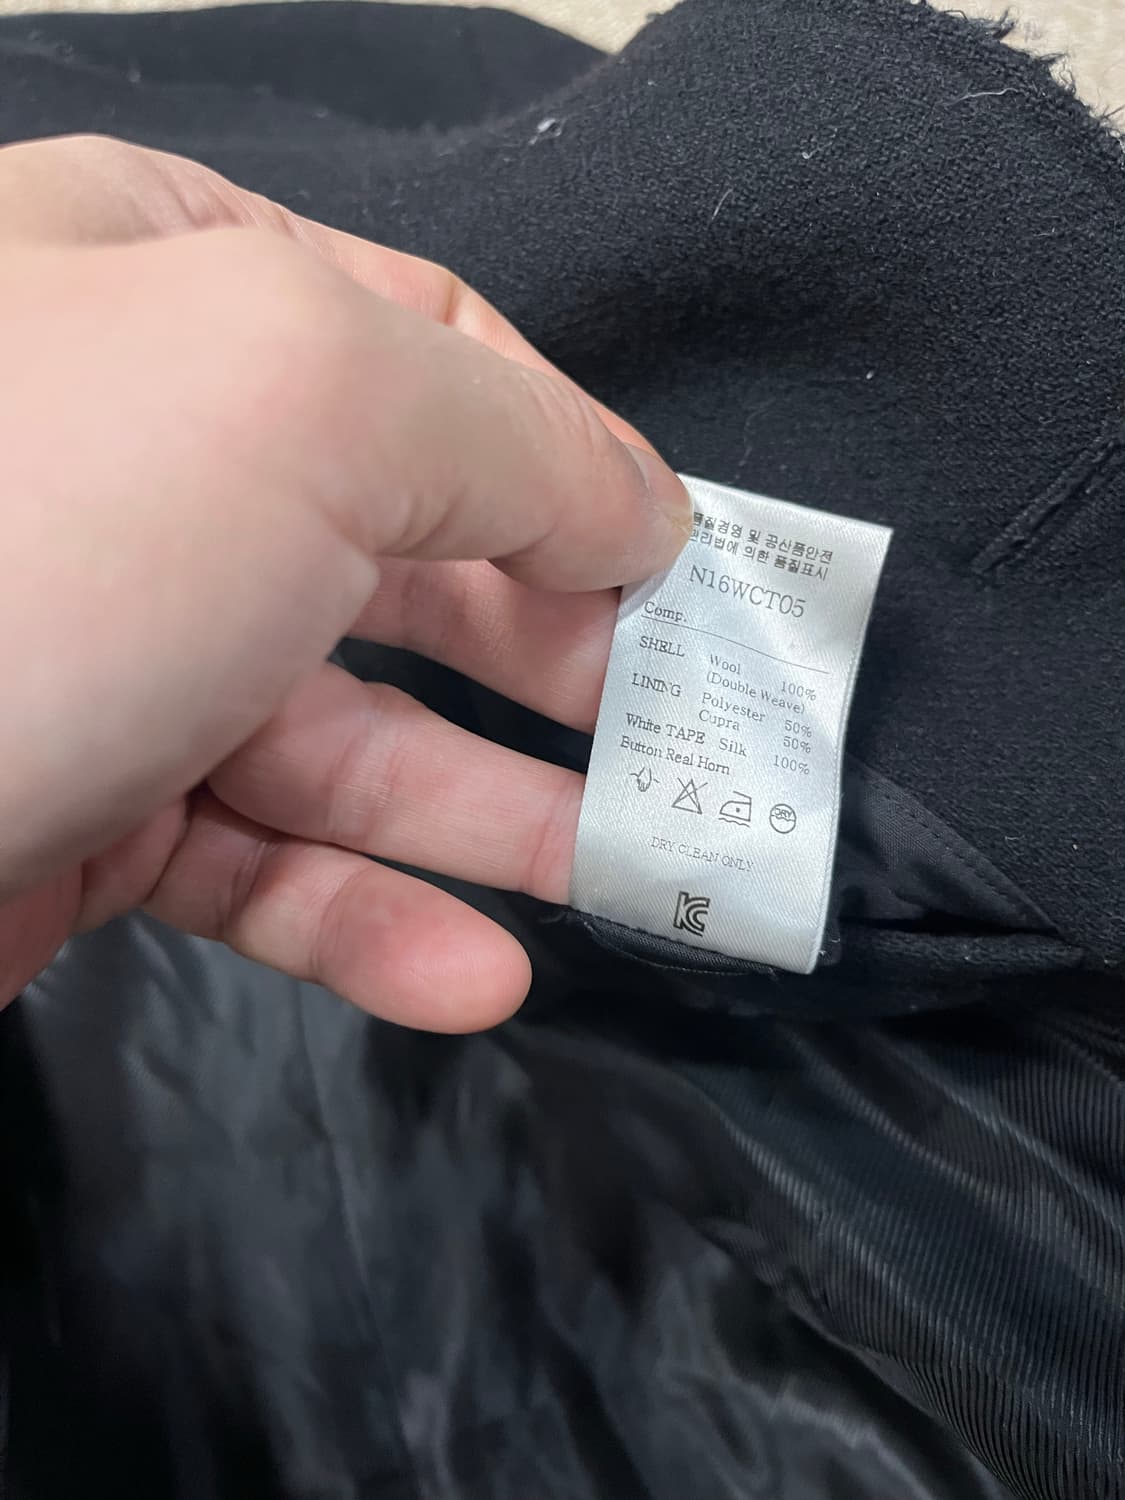 품질경영 및 공산품안전
관리법에 의한 품질표시
N16WCT05
Comp.
SHELL Wool 100%
(Double Weave)
LINING Polyester 50%
Cupra 50%
White TAPE Silk 100%
Button Real Horn
DRY
DRY CLEAN ONLY
KC